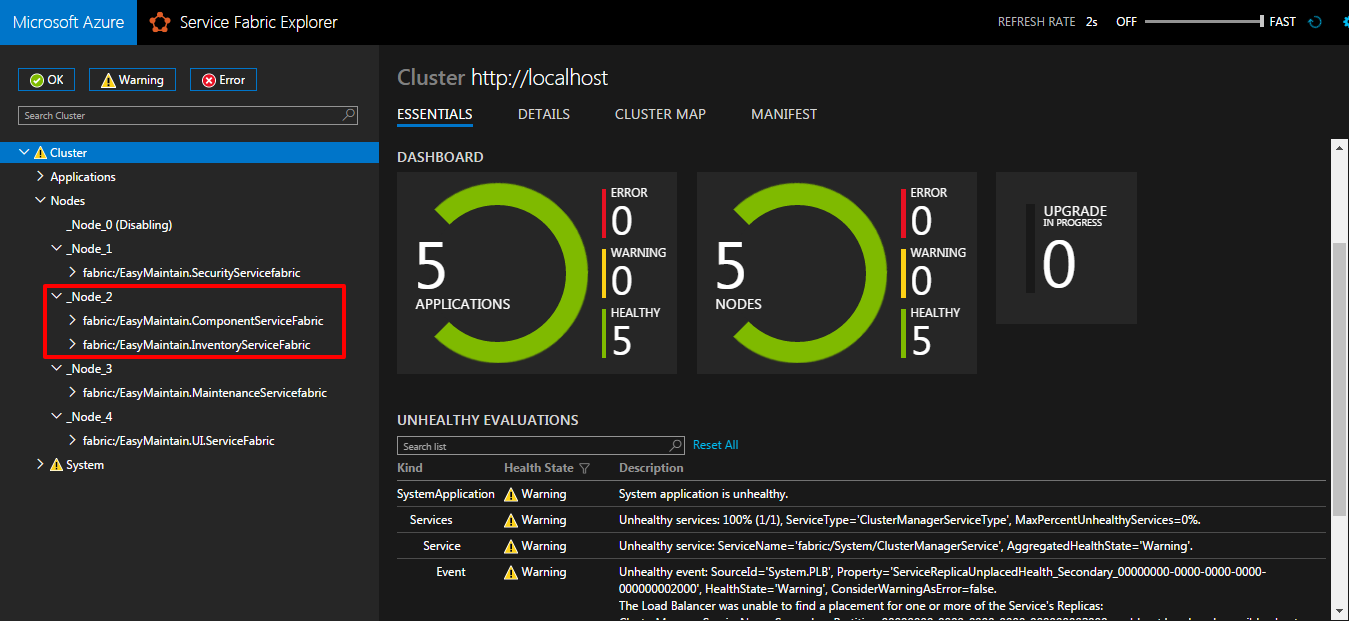 Microsoft Azure Service Fabric Explorer REFRESH RATE 2s OFF FAST
OK Warning Error
Search Cluster
Cluster
Applications
Nodes
_Node_0 (Disabling)
_Node_1
fabric:/EasyMaintain.SecurityServicefabric
_Node_2
fabric:/EasyMaintain.ComponentServiceFabric
fabric:/EasyMaintain.InventoryServiceFabric
_Node_3
fabric:/EasyMaintain.MaintenanceServicefabric
_Node_4
fabric:/EasyMaintain.UI.ServiceFabric
System
Cluster http://localhost
ESSENTIALS DETAILS CLUSTER MAP MANIFEST
DASHBOARD
5
APPLICATIONS
ERROR
0
WARNING
0
HEALTHY
5
5
NODES
ERROR
0
WARNING
0
HEALTHY
5
UPGRADE
IN PROGRESS
0
UNHEALTHY EVALUATIONS
Search list Reset All
Kind Health State Description
SystemApplication Warning System application is unhealthy.
Services Warning Unhealthy services: 100% (1/1), ServiceType='ClusterManagerServiceType', MaxPercentUnhealthyServices=0%.
Service Warning Unhealthy service: ServiceName='fabric:/System/ClusterManagerService', AggregatedHealthState='Warning'.
Event Warning Unhealthy event: SourceId='System.PLB', Property='ServiceReplicaUnplacedHealth_Secondary_00000000-0000-0000-0000-
000000002000', HealthState='Warning', ConsiderWarningAsError=false.
The Load Balancer was unable to find a placement for one or more of the Service's Replicas: